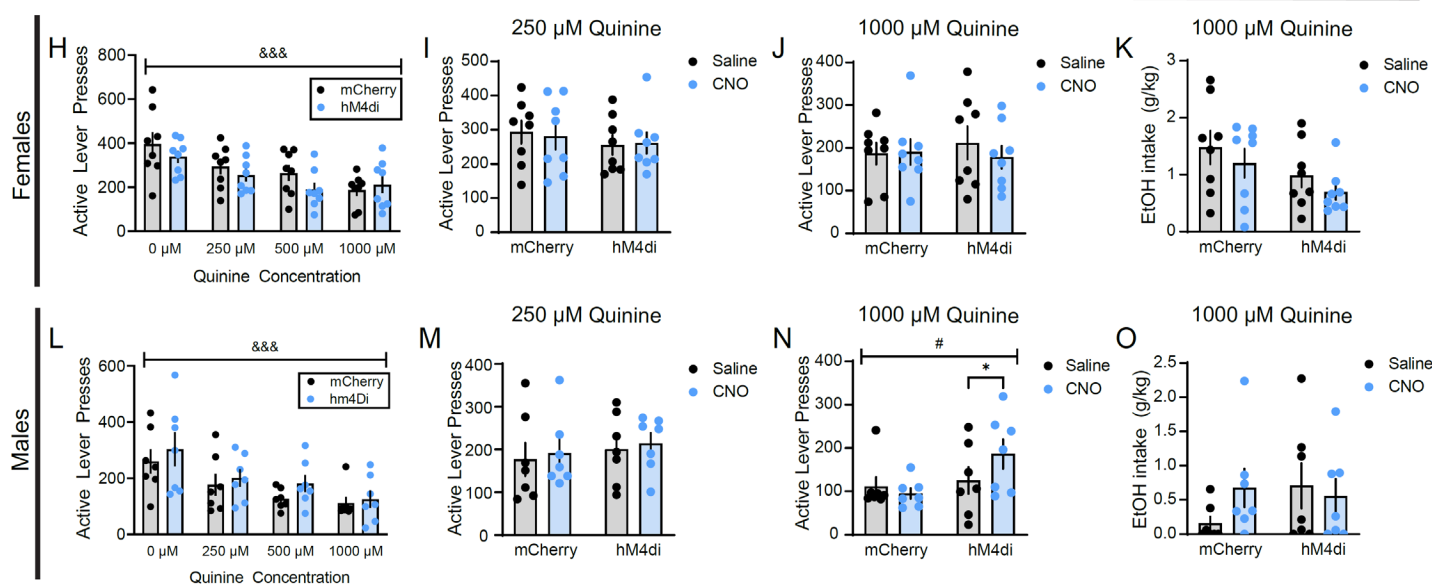 Females
H
&&&
mCherry
hM4di
Active Lever Presses
800
600
400
200
0
0 µM
250 µM
500 µM
1000 µM
Quinine Concentration
I
250 µM Quinine
Saline
CNO
Active Lever Presses
500
400
300
200
100
0
mCherry
hM4di
J
1000 µM Quinine
Saline
CNO
Active Lever Presses
400
300
200
100
0
mCherry
hM4di
K
1000 µM Quinine
Saline
CNO
EtOH intake (g/kg)
3
2
1
0
mCherry
hM4di
Males
L
&&&
mCherry
hm4Di
Active Lever Presses
600
400
200
0
0 µM
250 µM
500 µM
1000 µM
Quinine Concentration
M
250 µM Quinine
Saline
CNO
Active Lever Presses
400
300
200
100
0
mCherry
hM4di
N
1000 µM Quinine
#
*
Saline
CNO
Active Lever Presses
400
300
200
100
0
mCherry
hM4di
O
1000 µM Quinine
Saline
CNO
EtOH intake (g/kg)
2.5
2.0
1.5
1.0
0.5
0.0
mCherry
hM4di